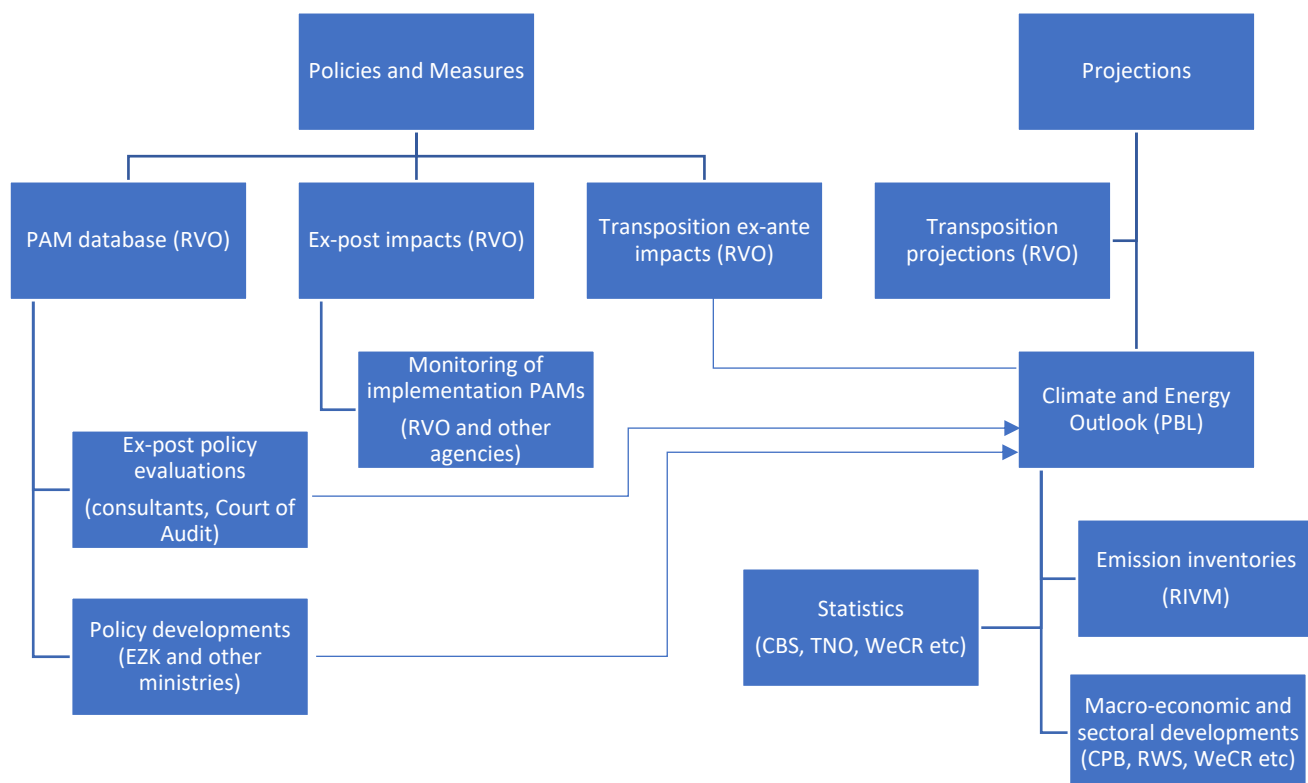 Policies and Measures
Projections
PAM database (RVO)
Ex-post impacts (RVO)
Transposition ex-ante
impacts (RVO)
Transposition
projections (RVO)
Monitoring of
implementation PAMs
(RVO and other
agencies)
Climate and Energy
Outlook (PBL)
Ex-post policy
evaluations
(consultants, Court of
Audit)
Emission inventories
(RIVM)
Statistics
(CBS, TNO, WeCR etc)
Policy developments
(EZK and other
ministries)
Macro-economic and
sectoral developments
(CPB, RWS, WeCR etc)